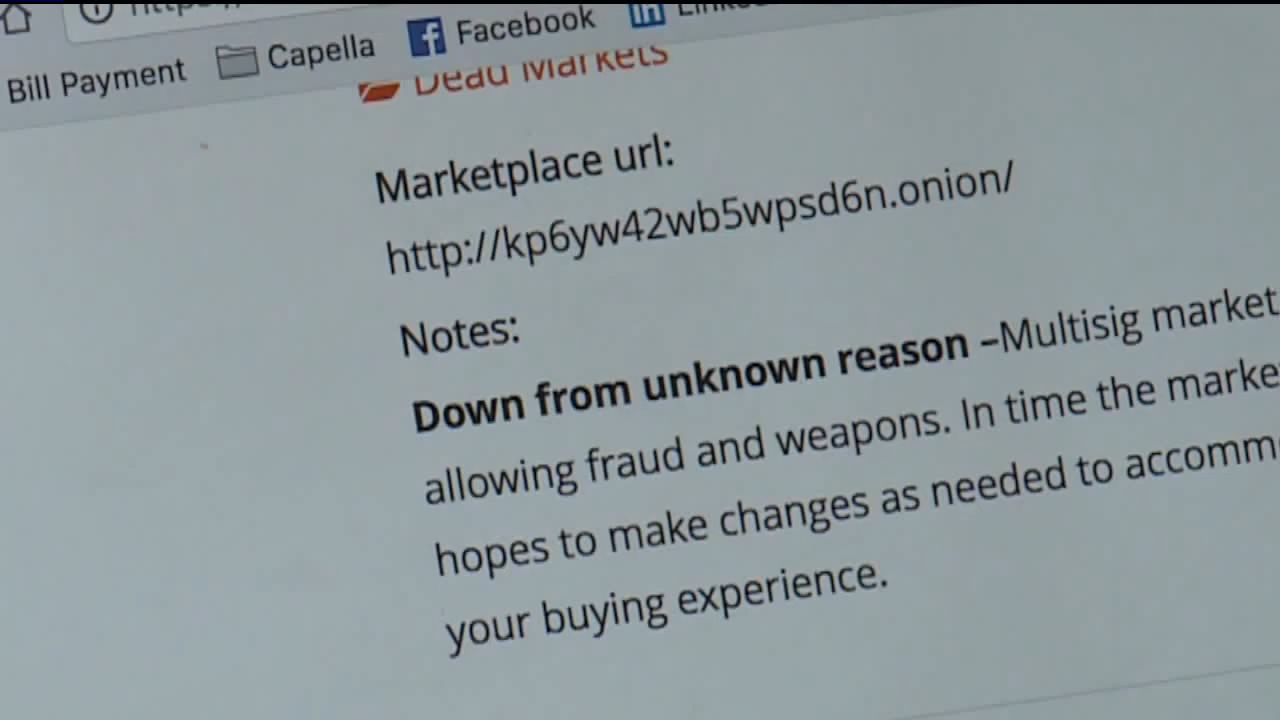 Bill Payment Capella Facebook
Dead Markets
Marketplace url:
http://kp6yw42wb5wpsd6n.onion/
Notes:
Down from unknown reason –Multisig market
allowing fraud and weapons. In time the marke
hopes to make changes as needed to accomm
your buying experience.